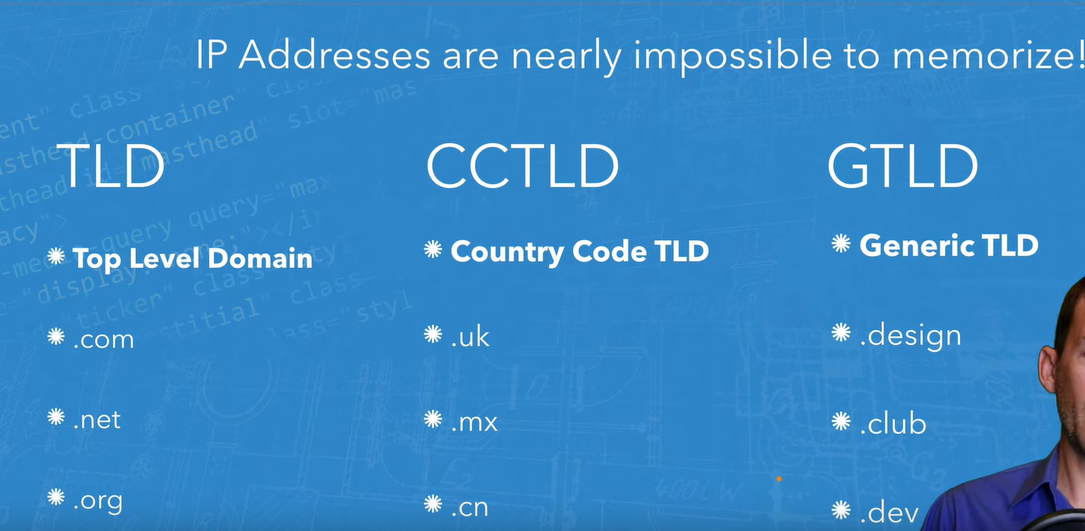 IP Addresses are nearly impossible to memorize!
TLD
Top Level Domain
.com
.net
.org
CCTLD
Country Code TLD
.uk
.mx
.cn
GTLD
Generic TLD
.design
.club
.dev